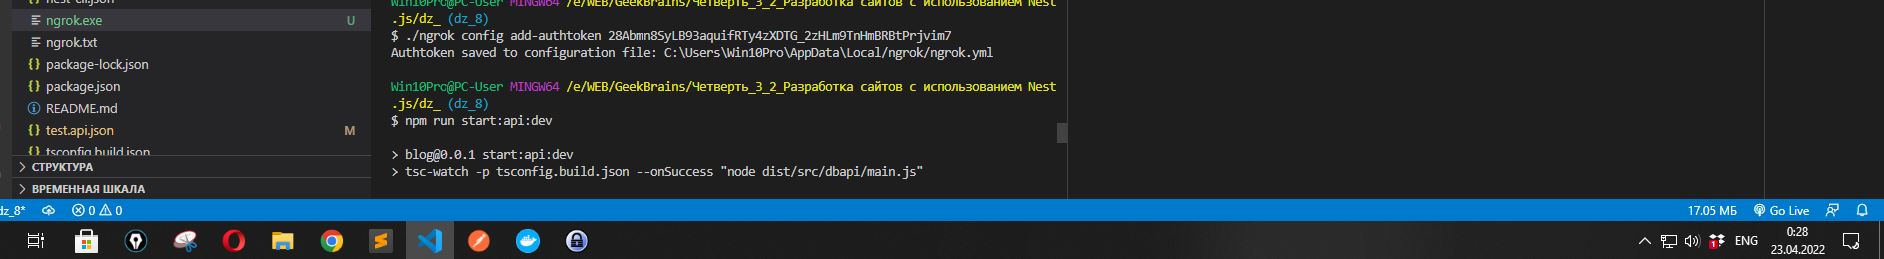 nest-cli.json
ngrok.exe U
ngrok.txt
package-lock.json
package.json
README.md
test.api.json M
tsconfig.build.json
СТРУКТУРА
ВРЕМЕННАЯ ШКАЛА
Win10Pro@PC-User MINGW64 /e/WEB/GeekBrains/Четверть_3_2_Разработка сайтов с использованием Nest
.js/dz_ (dz_8)
$ ./ngrok config add-authtoken 28Abmn8SyLB93aquifRTy4zXDTG_2zHLm9TnHmBRBtPrjvim7
Authtoken saved to configuration file: C:\Users\Win10Pro\AppData\Local/ngrok/ngrok.yml
Win10Pro@PC-User MINGW64 /e/WEB/GeekBrains/Четверть_3_2_Разработка сайтов с использованием Nest
.js/dz_ (dz_8)
$ npm run start:api:dev
> blog@0.0.1 start:api:dev
> tsc-watch -p tsconfig.build.json --onSuccess "node dist/src/dbapi/main.js"
dz_8* 0 0 17.05 МБ Go Live
ENG 0:28
23.04.2022
1